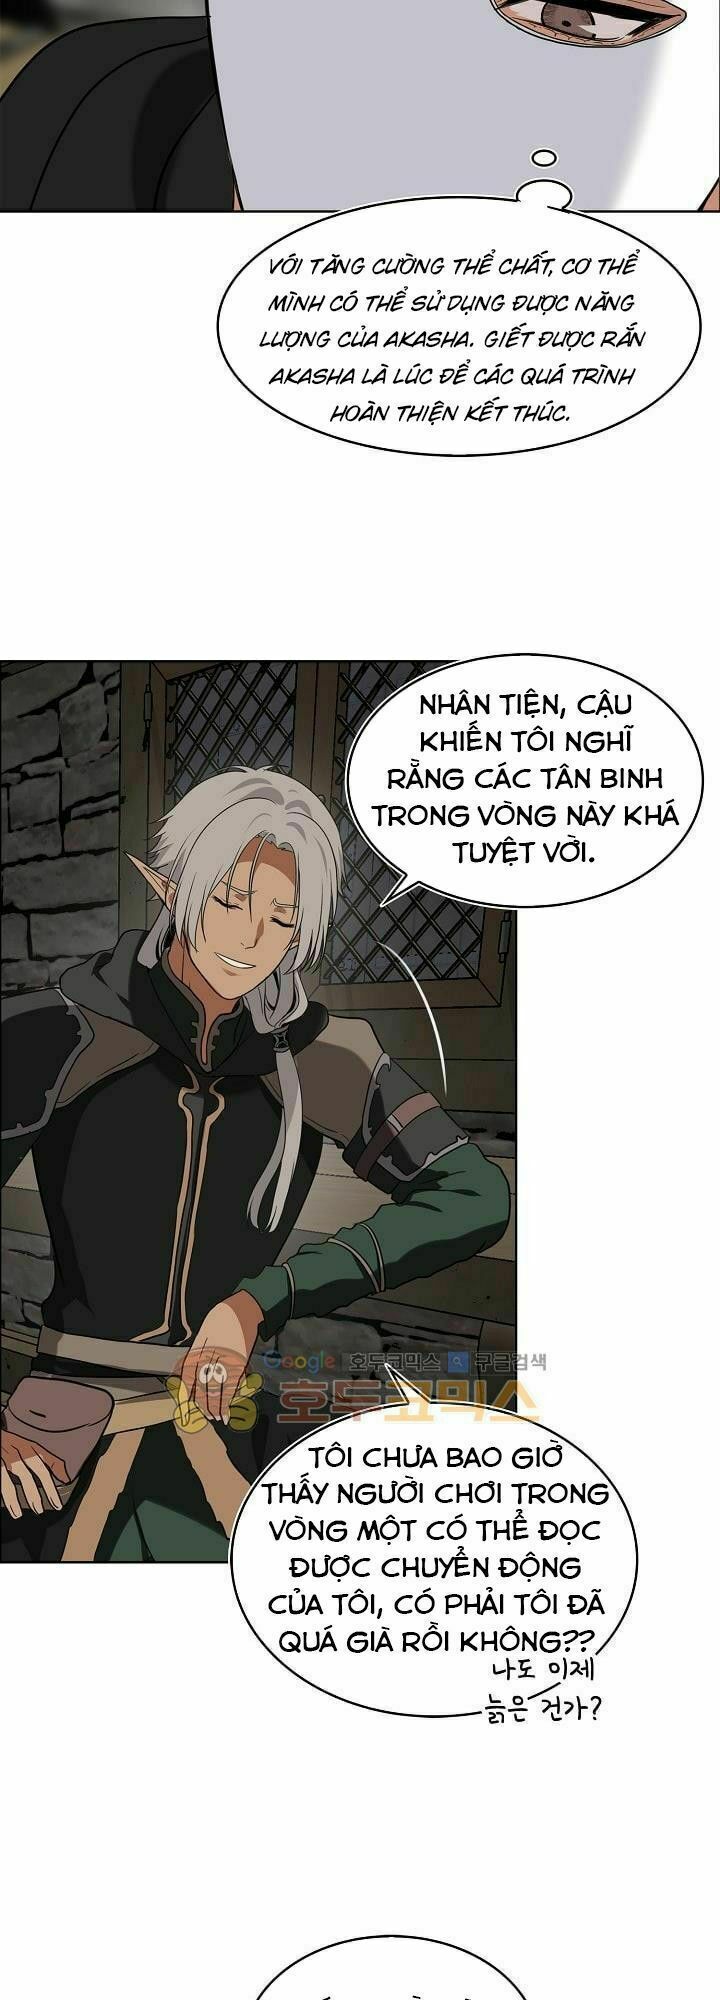 VỚI TĂNG CƯỜNG THỂ CHẤT, CƠ THỂ
MÌNH CÓ THỂ SỬ DỤNG ĐƯỢC NĂNG
LƯỢNG CỦA AKASHA. GIẾT ĐƯỢC RẮN
AKASHA LÀ LÚC ĐỂ CÁC QUÁ TRÌNH
HOÀN THIỆN KẾT THÚC.
NHÂN TIỆN, CẬU
KHIẾN TÔI NGHĨ
RẰNG CÁC TÂN BINH
TRONG VÒNG NÀY KHÁ
TUYỆT VỜI.
Google 호두코믹스 구글검색
호두코믹스
TÔI CHƯA BAO GIỜ
THẤY NGƯỜI CHƠI TRONG
VÒNG MỘT CÓ THỂ ĐỌC
ĐƯỢC CHUYỂN ĐỘNG
CỦA TÔI, CÓ PHẢI TÔI ĐÃ
QUÁ GIÀ RỒI KHÔNG??
나도 이제
늙은 건가?